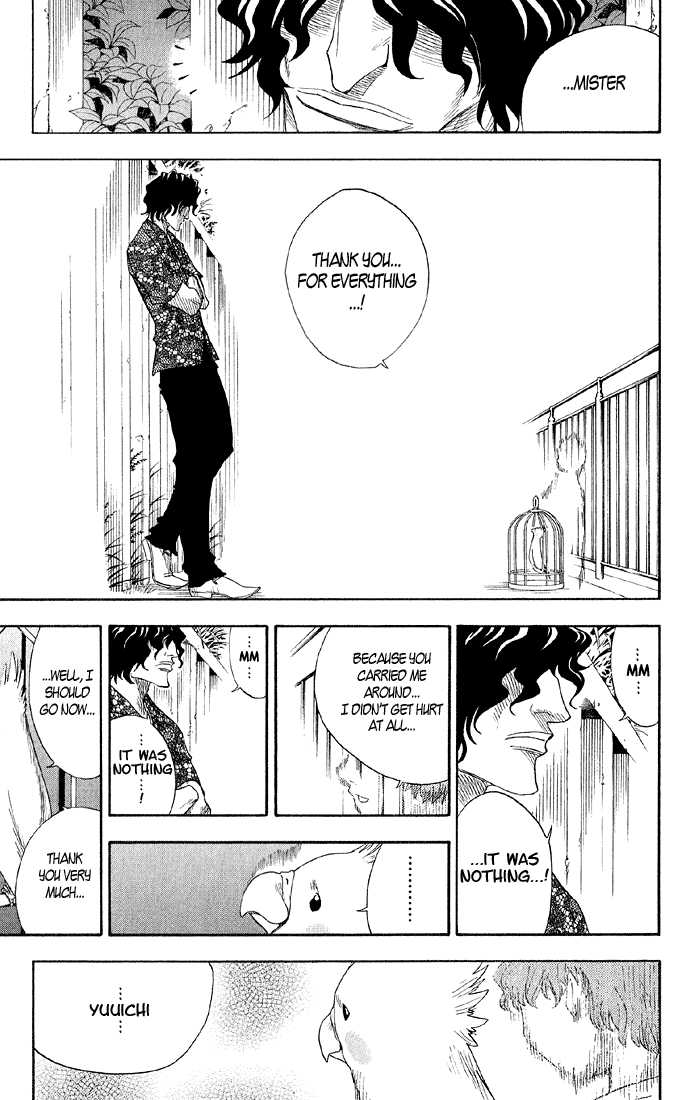 ...MISTER
THANK YOU...
FOR EVERYTHING
...!
MM
...IT WAS
NOTHING...!
BECAUSE YOU
CARRIED ME
AROUND...
...I DIDN'T GET HURT
AT ALL...
MM
IT WAS
NOTHING
...!
...WELL, I
SHOULD
GO NOW...
THANK
YOU VERY
MUCH...
......
...
YUUICHI
...